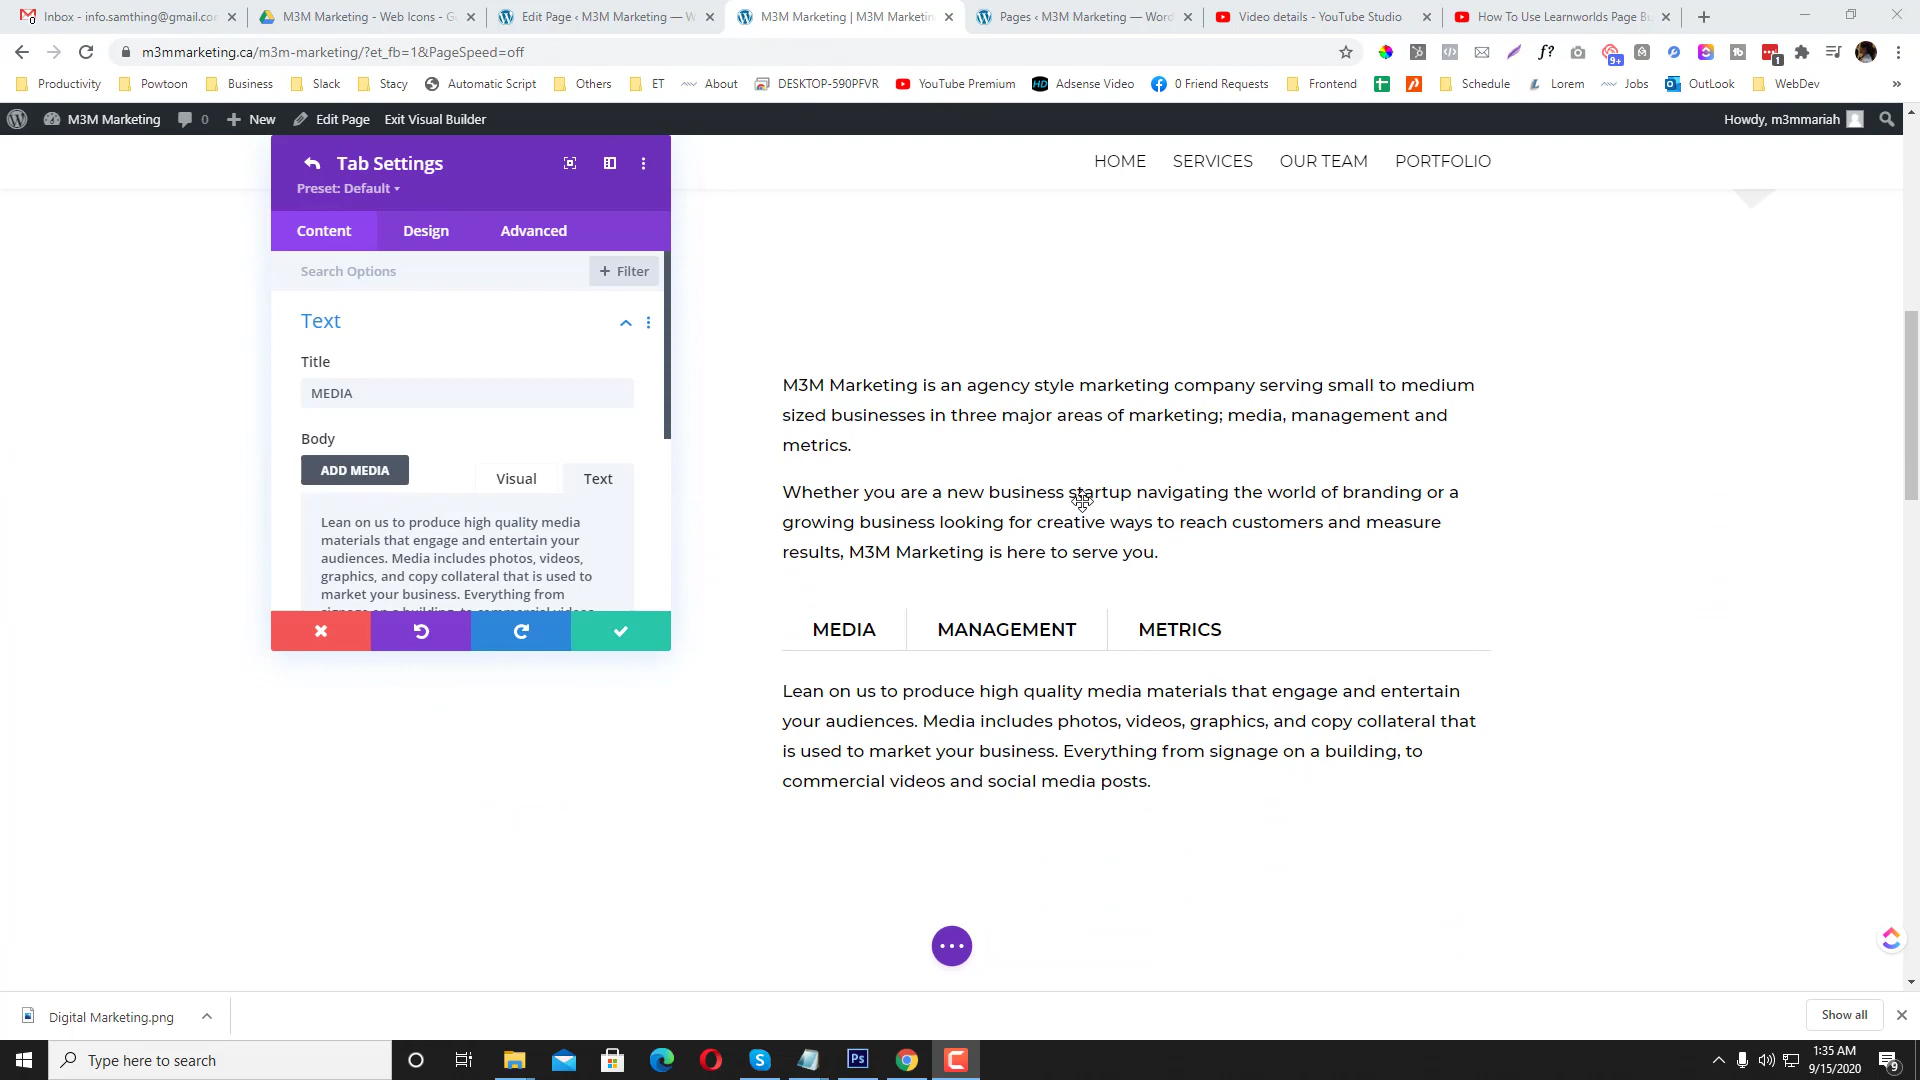 Inbox - info.samthing@gmail.co
M3M Marketing - Web Icons - G
Edit Page ‹ M3M Marketing — W
M3M Marketing | M3M Marketin
Pages ‹ M3M Marketing — Word
Video details - YouTube Studio
How To Use Learnworlds Page B
m3mmarketing.ca/m3m-marketing/?et_fb=1&PageSpeed=off
f?
9+
1
Productivity Powtoon Business Slack Stacy Automatic Script Others ET About DESKTOP-590PFVR YouTube Premium HD Adsense Video 0 Friend Requests Frontend Schedule Lorem Jobs OutLook WebDev »
M3M Marketing 0 New Edit Page Exit Visual Builder Howdy, m3mmariah
Tab Settings
Preset: Default
Content Design Advanced
Search Options + Filter
Text
Title
MEDIA
Body
ADD MEDIA
Visual Text
Lean on us to produce high quality media
materials that engage and entertain your
audiences. Media includes photos, videos,
graphics, and copy collateral that is used to
market your business. Everything from
signage on a building, to commercial videos
HOME SERVICES OUR TEAM PORTFOLIO
M3M Marketing is an agency style marketing company serving small to medium
sized businesses in three major areas of marketing; media, management and
metrics.
Whether you are a new business startup navigating the world of branding or a
growing business looking for creative ways to reach customers and measure
results, M3M Marketing is here to serve you.
MEDIA MANAGEMENT METRICS
Lean on us to produce high quality media materials that engage and entertain
your audiences. Media includes photos, videos, graphics, and copy collateral that
is used to market your business. Everything from signage on a building, to
commercial videos and social media posts.
Digital Marketing.png
Show all
Type here to search
Ps
1:35 AM
9/15/2020
9